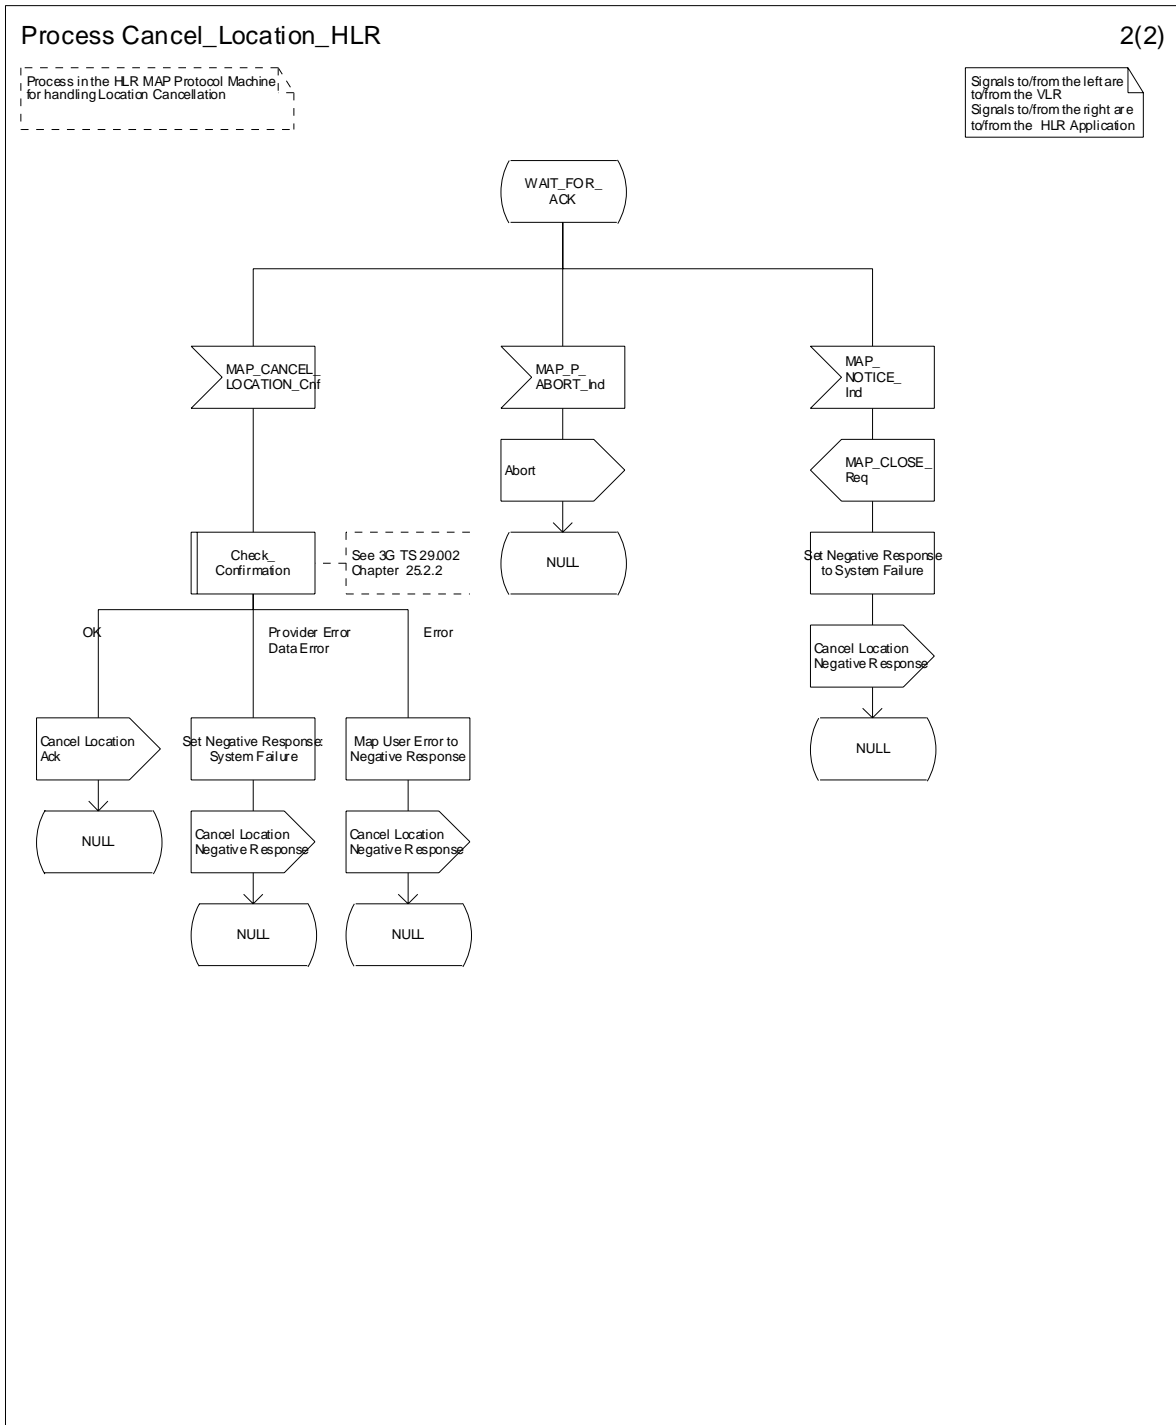 Process Cancel_Location_HLR
2(2)
Process in the HLR MAP Protocol Machine
for handling Location Cancellation
Signals to/from the left are
to/from the VLR
Signals to/from the right are
to/from the HLR Application
WAIT_FOR_
ACK
MAP_CANCEL_
LOCATION_Cnf
MAP_P_
ABORT_Ind
MAP_
NOTICE_
Ind
Abort
MAP_CLOSE_
Req
Check_
Confirmation
See 3G TS 29.002
Chapter 25.2.2
NULL
Set Negative Response
to System Failure
OK
Provider Error
Data Error
Error
Cancel Location
Negative Response
Cancel Location
Ack
Set Negative Response:
System Failure
Map User Error to
Negative Response
NULL
NULL
Cancel Location
Negative Response
Cancel Location
Negative Response
NULL
NULL